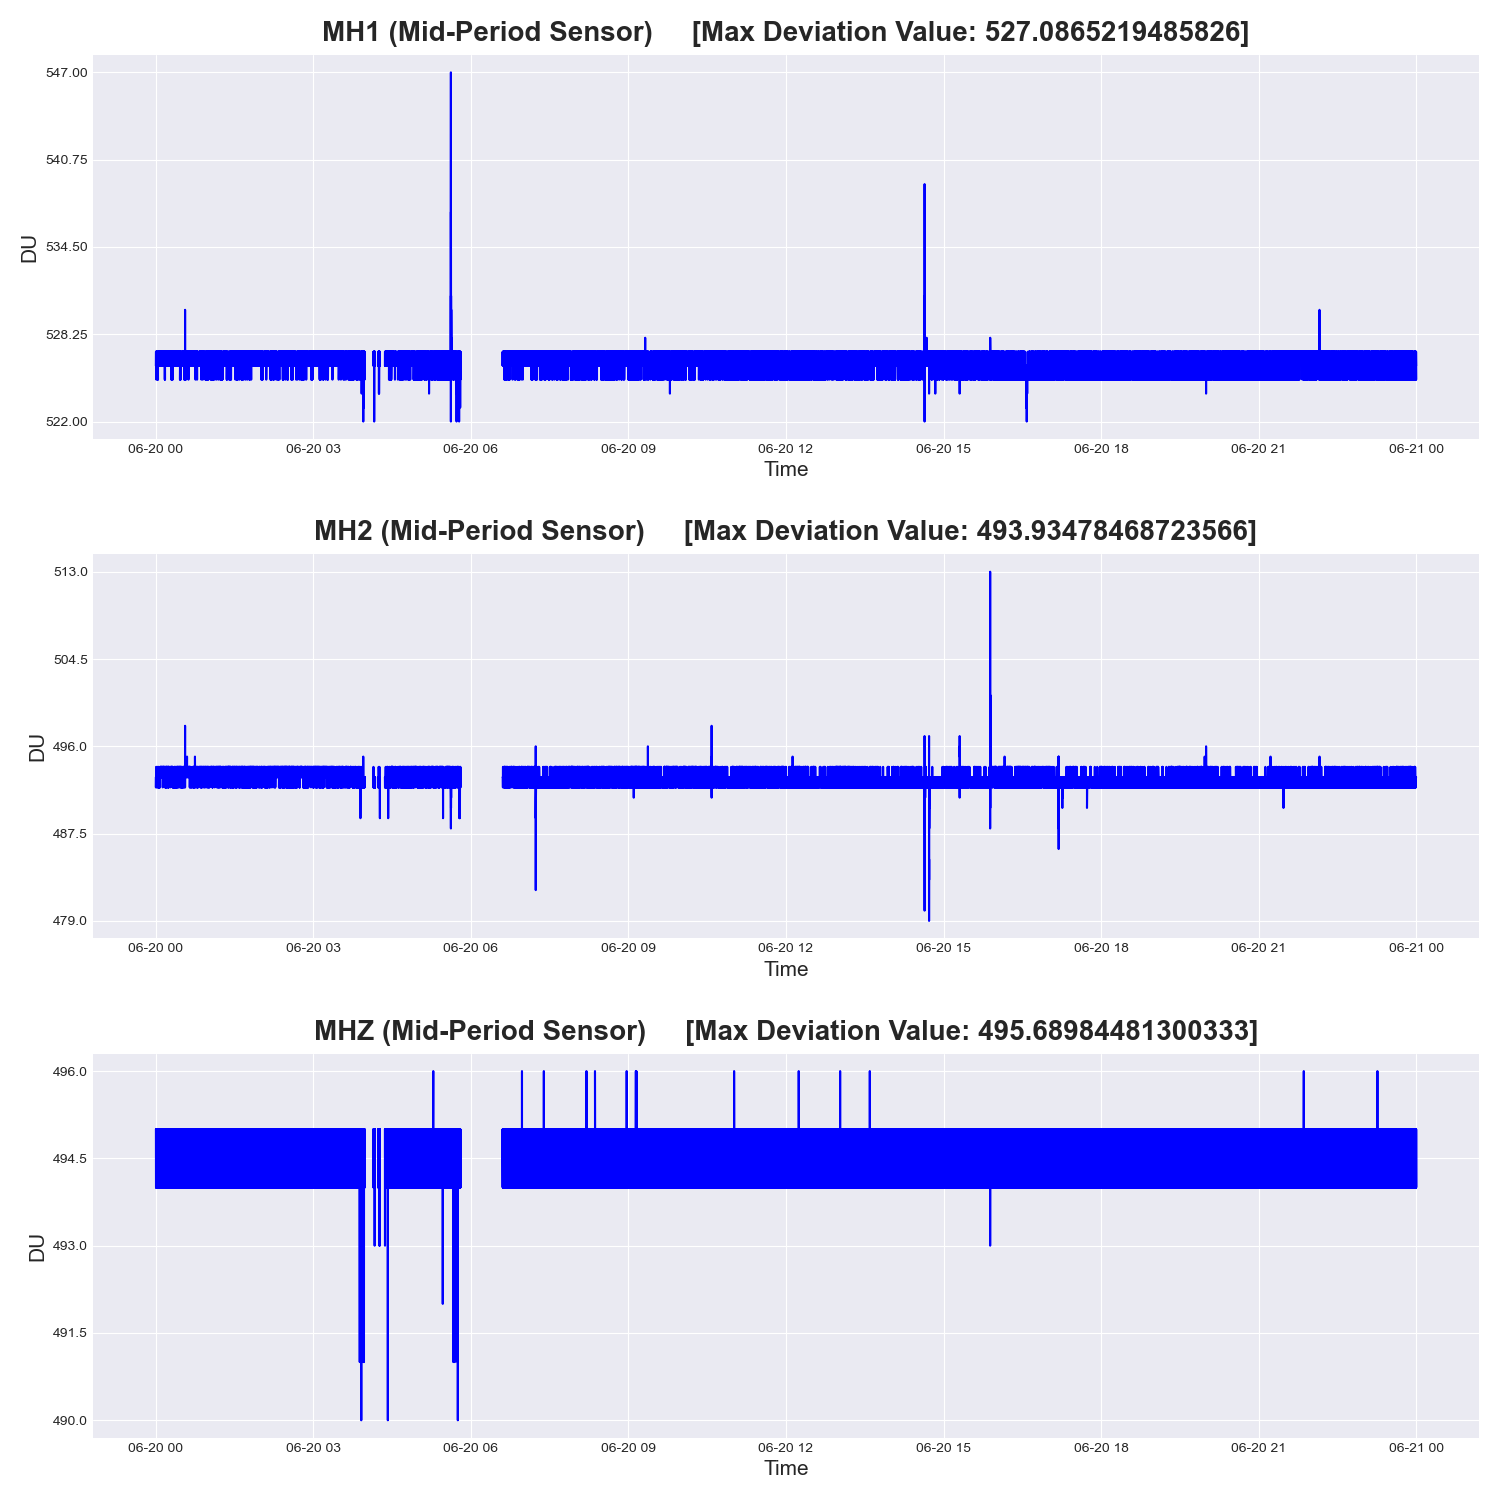 MH1 (Mid-Period Sensor) [Max Deviation Value: 527.0865219485826]
547.00
540.75
534.50
528.25
522.00
DU
06-20 00 06-20 03 06-20 06 06-20 09 06-20 12 06-20 15 06-20 18 06-20 21 06-21 00
Time
MH2 (Mid-Period Sensor) [Max Deviation Value: 493.93478468723566]
513.0
504.5
496.0
487.5
479.0
DU
06-20 00 06-20 03 06-20 06 06-20 09 06-20 12 06-20 15 06-20 18 06-20 21 06-21 00
Time
MHZ (Mid-Period Sensor) [Max Deviation Value: 495.68984481300333]
496.0
494.5
493.0
491.5
490.0
DU
06-20 00 06-20 03 06-20 06 06-20 09 06-20 12 06-20 15 06-20 18 06-20 21 06-21 00
Time